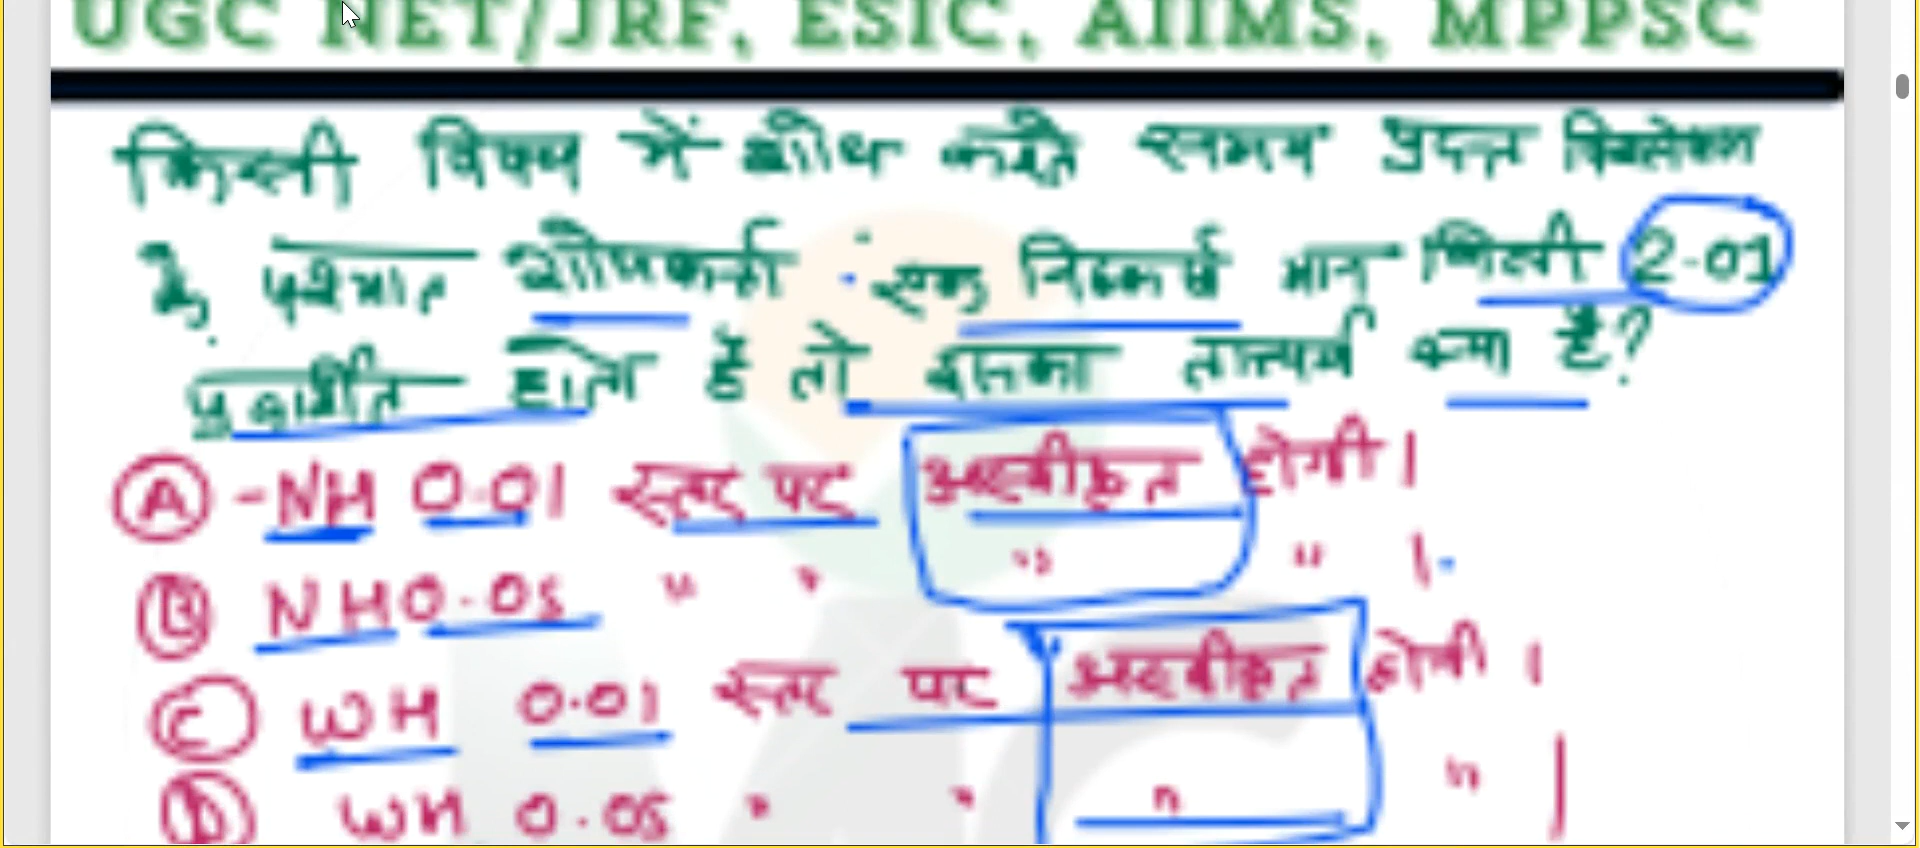 UGC NET/JRF, ESIC, AIIMS, MPPSC
किसी विषय में शोध करते समय प्रदत्त विश्लेषण
के पश्चात शोधकर्ता एक निष्कर्ष मान 2.01
प्रदर्शित होता है तो इसका तात्पर्य क्या है?
(A) - NH 0.01 स्तर पर अस्वीकृत होगी।
(B) NH 0.05 " " " " ।
(C) WH 0.01 स्तर पर अस्वीकृत होगी ।
(D) WH 0.05 " " " " ।